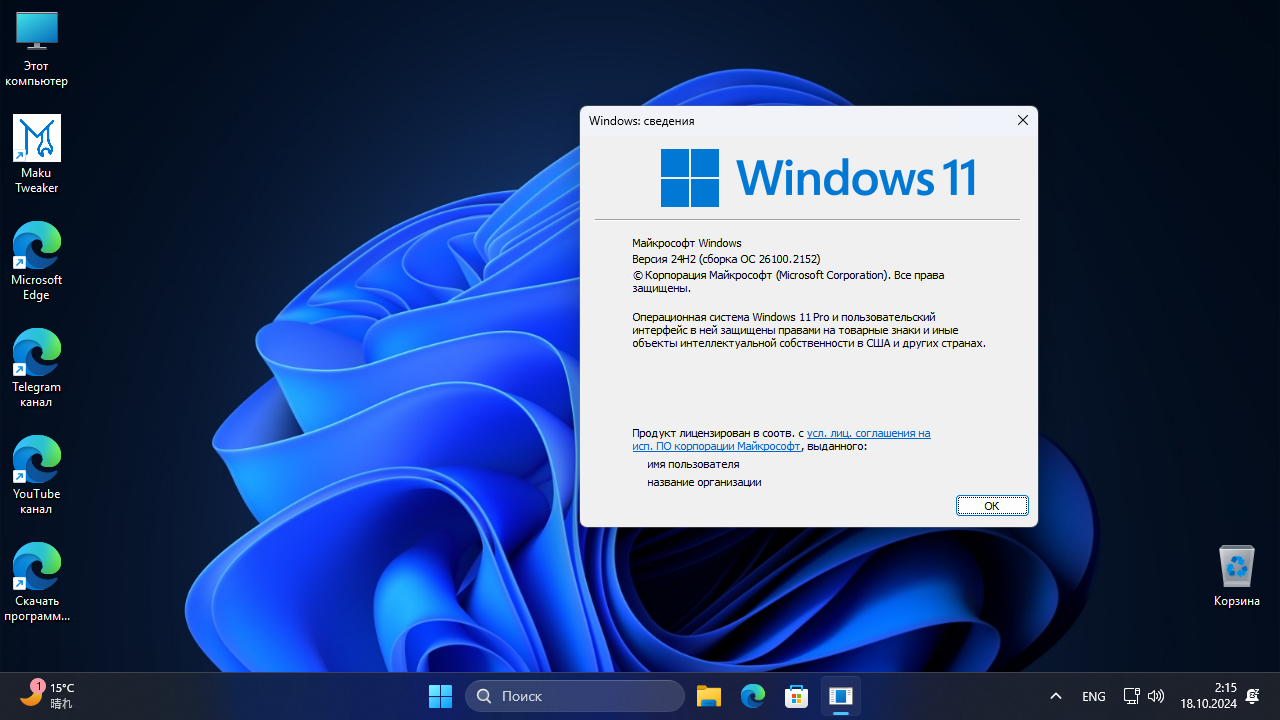 Этот
компьютер
Maku
Tweaker
Microsoft
Edge
Telegram
канал
YouTube
канал
Скачать
программ...
Windows: сведения
Windows 11
Майкрософт Windows
Версия 24H2 (сборка ОС 26100.2152)
© Корпорация Майкрософт (Microsoft Corporation). Все права
защищены.
Операционная система Windows 11 Pro и пользовательский
интерфейс в ней защищены правами на товарные знаки и иные
объекты интеллектуальной собственности в США и других странах.
Продукт лицензирован в соотв. с усл. лиц. соглашения на
исп. ПО корпорации Майкрософт, выданного:
имя пользователя
название организации
ОК
Корзина
1
15°C
晴れ
Поиск
ENG
2:15
18.10.2024